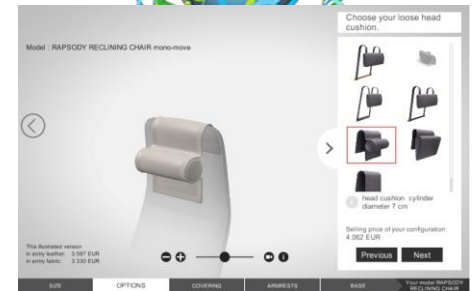 Choose your loose head
cushion.
Model : RAPSODY RECLINING CHAIR mono-move
head cushion cylinder
diameter 7 cm
Selling price of your configuration:
4.062 EUR
This illustrated version
in entry leather: 3.597 EUR
in entry fabric: 3.330 EUR
Previous
Next
SIZE
OPTIONS
COVERING
ARMRESTS
BASE
Your model RAPSODY
RECLINING CHAIR